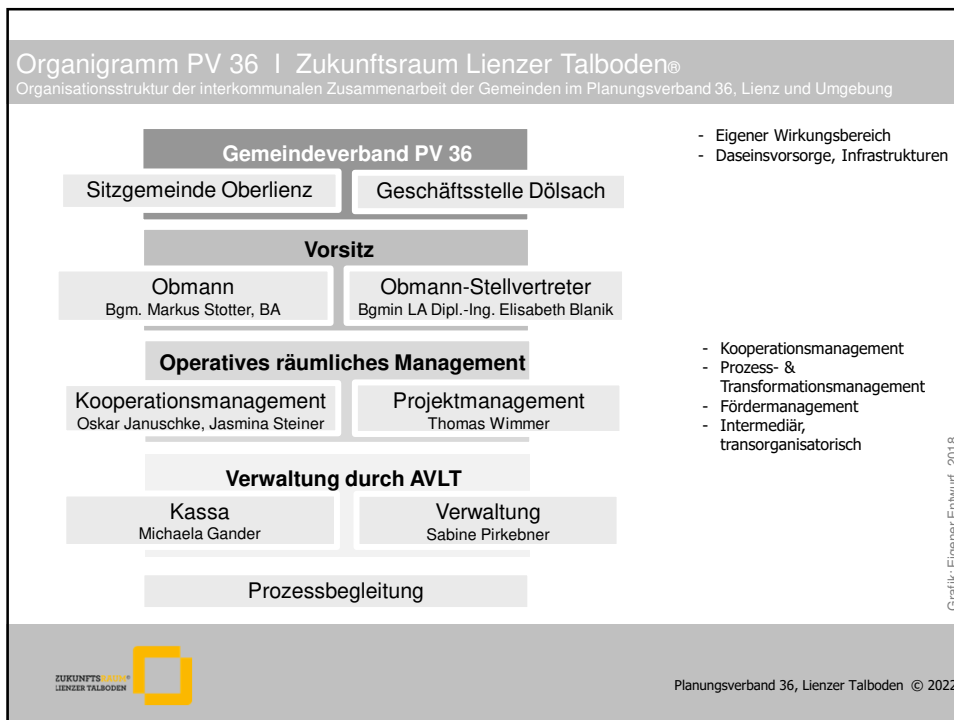 Organigramm PV 36 I Zukunftsraum Lienzer Talboden®
Organisationsstruktur der interkommunalen Zusammenarbeit der Gemeinden im Planungsverband 36, Lienz und Umgebung
Gemeindeverband PV 36
Sitzgemeinde Oberlienz
Geschäftsstelle Dölsach
- Eigener Wirkungsbereich
- Daseinsvorsorge, Infrastrukturen
Vorsitz
Obmann
Bgm. Markus Stotter, BA
Obmann-Stellvertreter
Bgmin LA Dipl.-Ing. Elisabeth Blanik
Operatives räumliches Management
Kooperationsmanagement
Oskar Januschke, Jasmina Steiner
Projektmanagement
Thomas Wimmer
- Kooperationsmanagement
- Prozess- &
Transformationsmanagement
- Fördermanagement
- Intermediär,
transorganisatorisch
Verwaltung durch AVLT
Kassa
Michaela Gander
Verwaltung
Sabine Pirkebner
Prozessbegleitung
Grafik: Eigener Entwurf, 2018
ZUKUNFTSRAUM®
LIENZER TALBODEN
Planungsverband 36, Lienzer Talboden © 2022